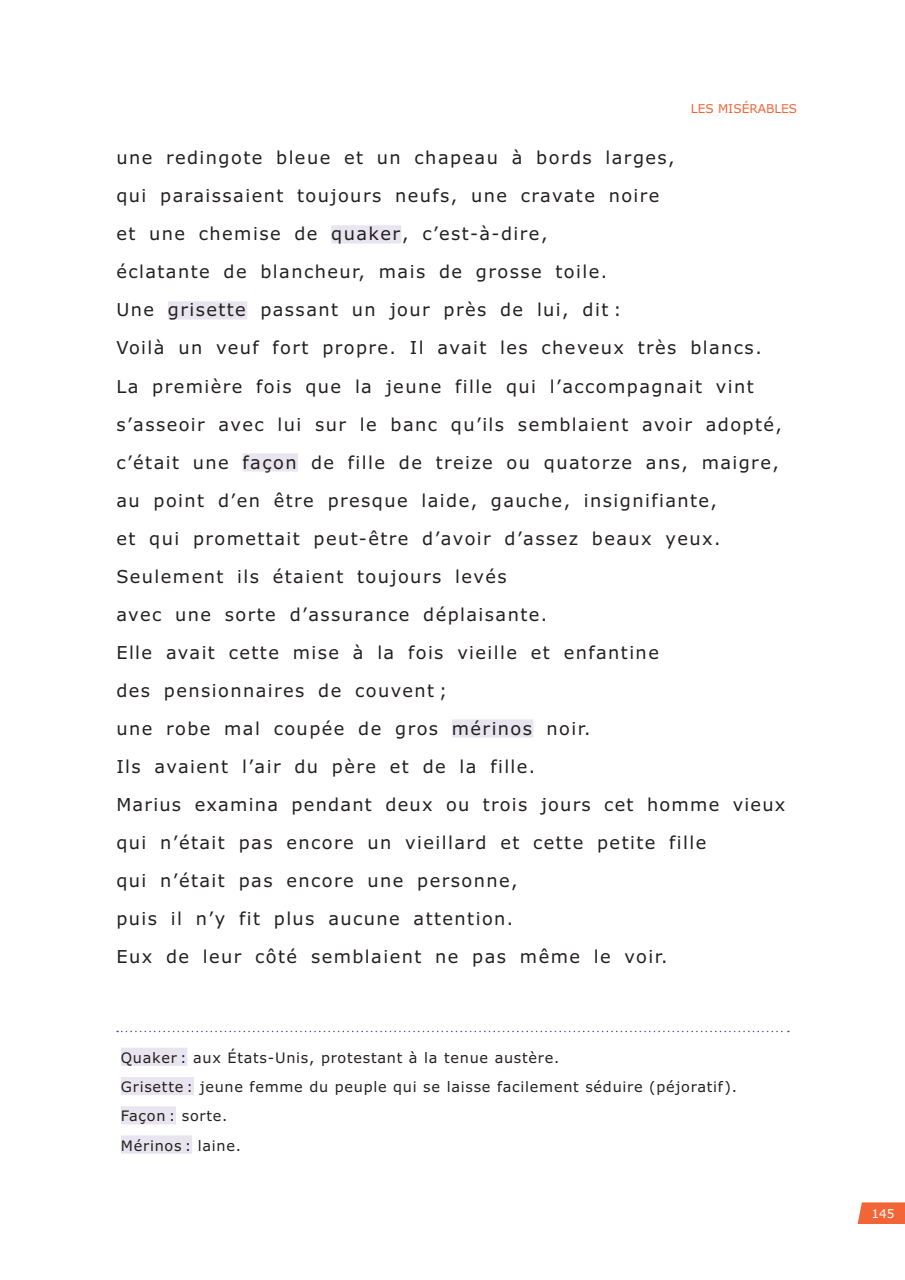 LES MISÉRABLES
une redingote bleue et un chapeau à bords larges,
qui paraissaient toujours neufs, une cravate noire
et une chemise de quaker, c’est-à-dire,
éclatante de blancheur, mais de grosse toile.
Une grisette passant un jour près de lui, dit :
Voilà un veuf fort propre. Il avait les cheveux très blancs.
La première fois que la jeune fille qui l’accompagnait vint
s’asseoir avec lui sur le banc qu’ils semblaient avoir adopté,
c’était une façon de fille de treize ou quatorze ans, maigre,
au point d’en être presque laide, gauche, insignifiante,
et qui promettait peut-être d’avoir d’assez beaux yeux.
Seulement ils étaient toujours levés
avec une sorte d’assurance déplaisante.
Elle avait cette mise à la fois vieille et enfantine
des pensionnaires de couvent ;
une robe mal coupée de gros mérinos noir.
Ils avaient l’air du père et de la fille.
Marius examina pendant deux ou trois jours cet homme vieux
qui n’était pas encore un vieillard et cette petite fille
qui n’était pas encore une personne,
puis il n’y fit plus aucune attention.
Eux de leur côté semblaient ne pas même le voir.
Quaker : aux États-Unis, protestant à la tenue austère.
Grisette : jeune femme du peuple qui se laisse facilement séduire (péjoratif).
Façon : sorte.
Mérinos : laine.
145